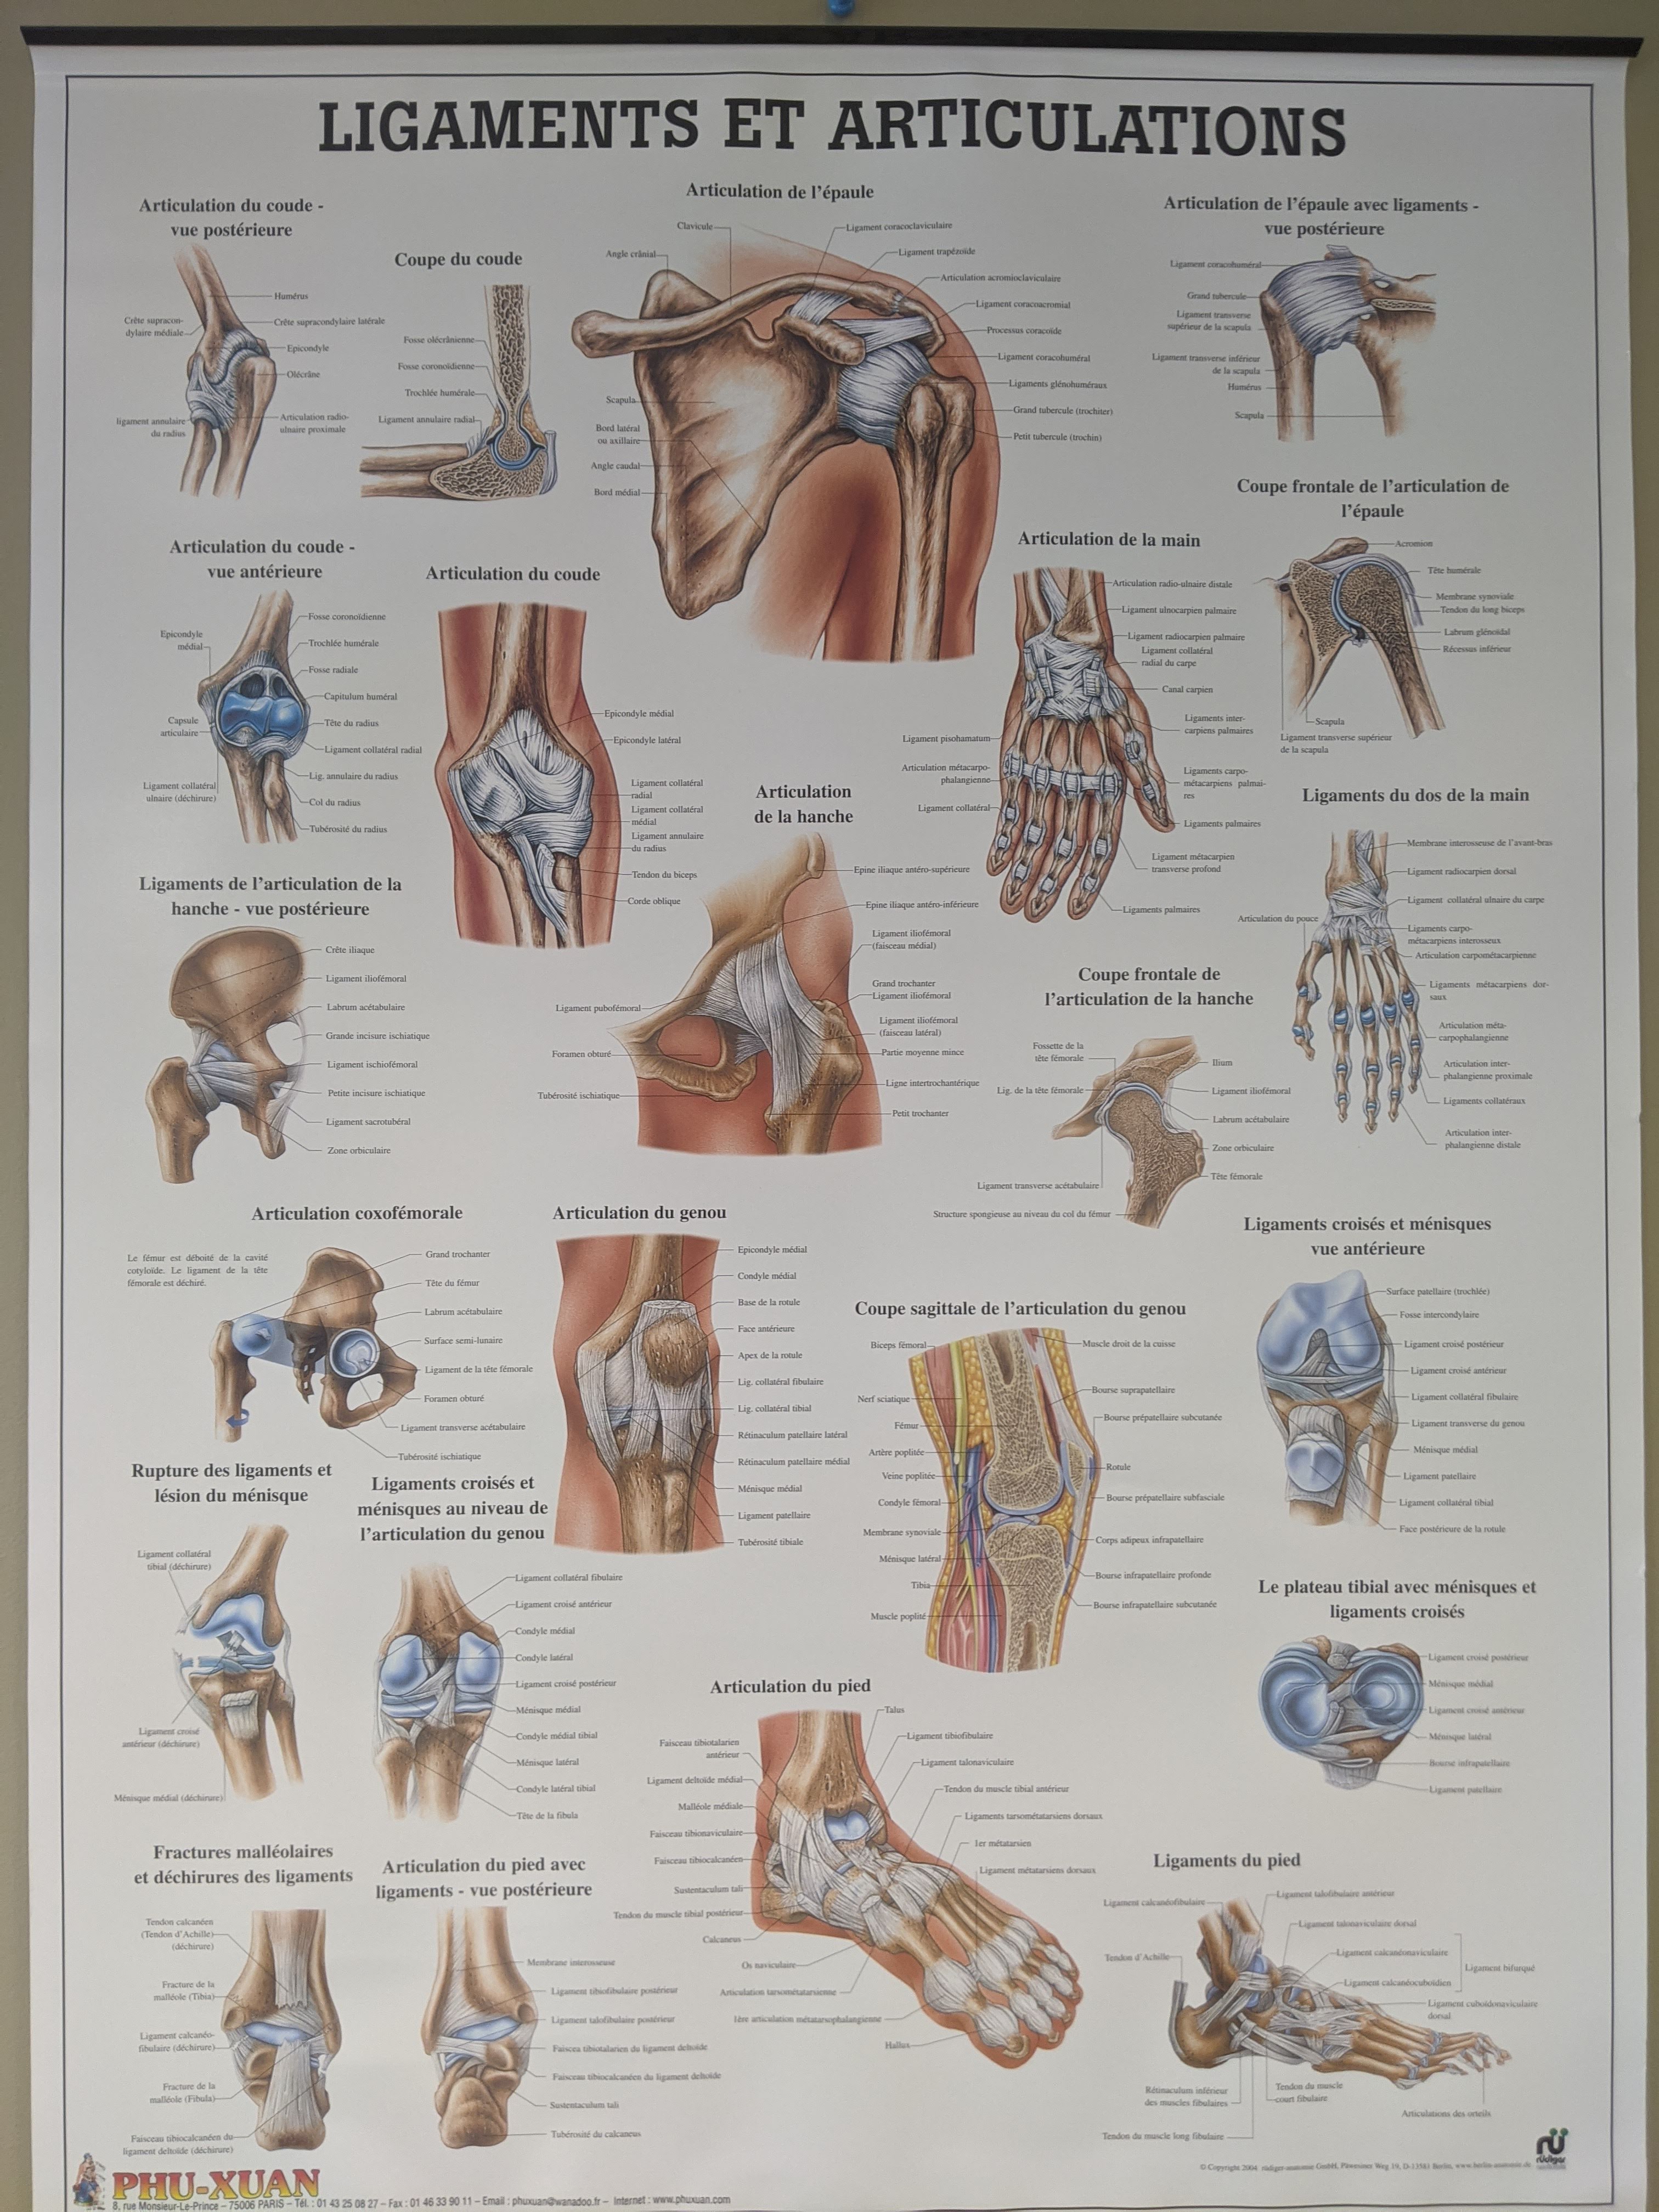 LIGAMENTS ET ARTICULATIONS
Articulation du coude -
vue postérieure
Humérus
Crête supracon-
dylaire médiale
Crête supracondylaire latérale
Epicondyle
Olécrâne
ligament annulaire
du radius
Articulation radio-
ulnaire proximale
Coupe du coude
Fosse olécrânienne
Fosse coronoïdienne
Trochlée humérale
Ligament annulaire radial
Articulation de l'épaule
Clavicule
Angle crânial
Scapula
Bord latéral
ou axillaire
Angle caudal
Bord médial
Ligament coracoclaviculaire
Ligament trapézoïde
Articulation acromioclaviculaire
Ligament coracoacromial
Processus coracoïde
Ligament coracohuméral
Ligaments glénohuméraux
Grand tubercule (trochiter)
Petit tubercule (trochin)
Articulation de l'épaule avec ligaments -
vue postérieure
Ligament coracohuméral
Grand tubercule
Ligament transverse
supérieur de la scapula
Ligament transverse inférieur
de la scapula
Humérus
Scapula
Coupe frontale de l'articulation de
l'épaule
Acromion
Tête humérale
Membrane synoviale
Tendon du long biceps
Labrum glénoïdal
Récessus inférieur
Scapula
Ligament transverse supérieur
de la scapula
Articulation du coude -
vue antérieure
Epicondyle
médial
Capsule
articulaire
Ligament collatéral
ulnaire (déchirure)
Fosse coronoïdienne
Trochlée humérale
Fosse radiale
Capitulum huméral
Tête du radius
Ligament collatéral radial
Lig. annulaire du radius
Col du radius
Tubérosité du radius
Articulation du coude
Epicondyle médial
Epicondyle latéral
Ligament collatéral
radial
Ligament collatéral
médial
Ligament annulaire
du radius
Tendon du biceps
Corde oblique
Articulation de la main
Articulation radio-ulnaire distale
Ligament ulnocarpien palmaire
Ligament radiocarpien palmaire
Ligament collatéral
radial du carpe
Canal carpien
Ligaments inter-
carpiens palmaires
Ligament pisohamatum
Articulation métacarpo-
phalangienne
Ligament collatéral
Ligaments carpo-
métacarpiens palmai-
res
Ligaments palmaires
Ligament métacarpien
transverse profond
Ligaments palmaires
Ligaments du dos de la main
Membrane interosseuse de l'avant-bras
Ligament radiocarpien dorsal
Ligament collatéral ulnaire du carpe
Articulation du pouce
Ligaments carpo-
métacarpiens interosseux
Articulation carpométacarpienne
Ligaments métacarpiens dor-
saux
Articulation méta-
carpophalangienne
Articulation inter-
phalangienne proximale
Ligaments collatéraux
Articulation inter-
phalangienne distale
Ligaments de l'articulation de la
hanche - vue postérieure
Crête iliaque
Ligament iliofémoral
Labrum acétabulaire
Grande incisure ischiatique
Ligament ischiofémoral
Petite incisure ischiatique
Ligament sacrotubéral
Zone orbiculaire
Articulation
de la hanche
Epine iliaque antéro-supérieure
Epine iliaque antéro-inférieure
Ligament iliofémoral
(faisceau médial)
Grand trochanter
Ligament iliofémoral
Ligament iliofémoral
(faisceau latéral)
Partie moyenne mince
Ligne intertrochantérique
Petit trochanter
Ligament pubofémoral
Foramen obturé
Tubérosité ischiatique
Coupe frontale de
l'articulation de la hanche
Fossette de la
tête fémorale
Lig. de la tête fémorale
Ilium
Ligament iliofémoral
Labrum acétabulaire
Zone orbiculaire
Tête fémorale
Ligament transverse acétabulaire
Structure spongieuse au niveau du col du fémur
Articulation coxofémorale
Le fémur est déboité de la cavité
cotyloïde. Le ligament de la tête
fémorale est déchiré.
Grand trochanter
Tête du fémur
Labrum acétabulaire
Surface semi-lunaire
Ligament de la tête fémorale
Foramen obturé
Ligament transverse acétabulaire
Tubérosité ischiatique
Articulation du genou
Epicondyle médial
Condyle médial
Base de la rotule
Face antérieure
Apex de la rotule
Lig. collatéral fibulaire
Lig. collatéral tibial
Rétinaculum patellaire latéral
Rétinaculum patellaire médial
Ménisque médial
Ligament patellaire
Tubérosité tibiale
Coupe sagittale de l'articulation du genou
Biceps fémoral
Nerf sciatique
Fémur
Artère poplitée
Veine poplitée
Condyle fémoral
Membrane synoviale
Ménisque latéral
Tibia
Muscle poplité
Muscle droit de la cuisse
Bourse suprapatellaire
Bourse prépatellaire subcutanée
Rotule
Bourse prépatellaire subfasciale
Corps adipeux infrapatellaire
Bourse infrapatellaire profonde
Bourse infrapatellaire subcutanée
Ligaments croisés et ménisques
vue antérieure
Surface patellaire (trochlée)
Fosse intercondylaire
Ligament croisé postérieur
Ligament croisé antérieur
Ligament collatéral fibulaire
Ligament transverse du genou
Ménisque médial
Ligament patellaire
Ligament collatéral tibial
Face postérieure de la rotule
Rupture des ligaments et
lésion du ménisque
Ligament collatéral
tibial (déchirure)
Ligament croisé
antérieur (déchirure)
Ménisque médial (déchirure)
Ligaments croisés et
ménisques au niveau de
l'articulation du genou
Ligament collatéral fibulaire
Ligament croisé antérieur
Condyle médial
Condyle latéral
Ligament croisé postérieur
Ménisque médial
Condyle médial tibial
Ménisque latéral
Condyle latéral tibial
Tête de la fibula
Le plateau tibial avec ménisques et
ligaments croisés
Ligament croisé postérieur
Ménisque médial
Ligament croisé antérieur
Ménisque latéral
Bourse infrapatellaire
Ligament patellaire
Articulation du pied
Talus
Ligament tibiofibulaire
Ligament talonaviculaire
Tendon du muscle tibial antérieur
Ligaments tarsométatarsiens dorsaux
1er métatarsien
Ligament métatarsiens dorsaux
Faisceau tibiotalarien
antérieur
Ligament deltoïde médial
Malléole médiale
Faisceau tibionaviculaire
Faisceau tibiocalcanéen
Sustentaculum tali
Tendon du muscle tibial postérieur
Calcaneus
Os naviculaire
Articulation tarsométatarsienne
1ère articulation métatarsophalangienne
Hallux
Fractures malléolaires
et déchirures des ligaments
Tendon calcanéen
(Tendon d'Achille)
(déchirure)
Fracture de la
malléole (Tibia)
Ligament calcanéo-
fibulaire (déchirure)
Fracture de la
malléole (Fibula)
Faisceau tibiocalcanéen du
ligament deltoïde (déchirure)
Articulation du pied avec
ligaments - vue postérieure
Membrane interosseuse
Ligament tibiofibulaire postérieur
Ligament talofibulaire postérieur
Faiscea tibiotalarien du ligament deltoïde
Faisceau tibiocalcanéen du ligament deltoïde
Sustentaculum tali
Tubérosité du calcaneus
Ligaments du pied
Ligament calcanéofibulaire
Ligament talofibulaire antérieur
Ligament talonaviculaire dorsal
Tendon d'Achille
Ligament calcanéonaviculaire
Ligament bifurqué
Ligament calcanéocuboïdien
Ligament cuboïdonaviculaire
dorsal
Rétinaculum inférieur
des muscles fibulaires
Tendon du muscle
court fibulaire
Articulations des orteils
Tendon du muscle long fibulaire
© Copyright 2004 rüdiger-anatomie GmbH, Päwesiner Weg 19, D-13581 Berlin, www.berlin-anatomie.de
rüdiger
PHU-XUAN
8, rue Monsieur-Le-Prince – 75006 PARIS – Tél. : 01 43 25 08 27 – Fax : 01 46 33 90 11 – Email : phuxuan@wanadoo.fr – Internet : www.phuxuan.com